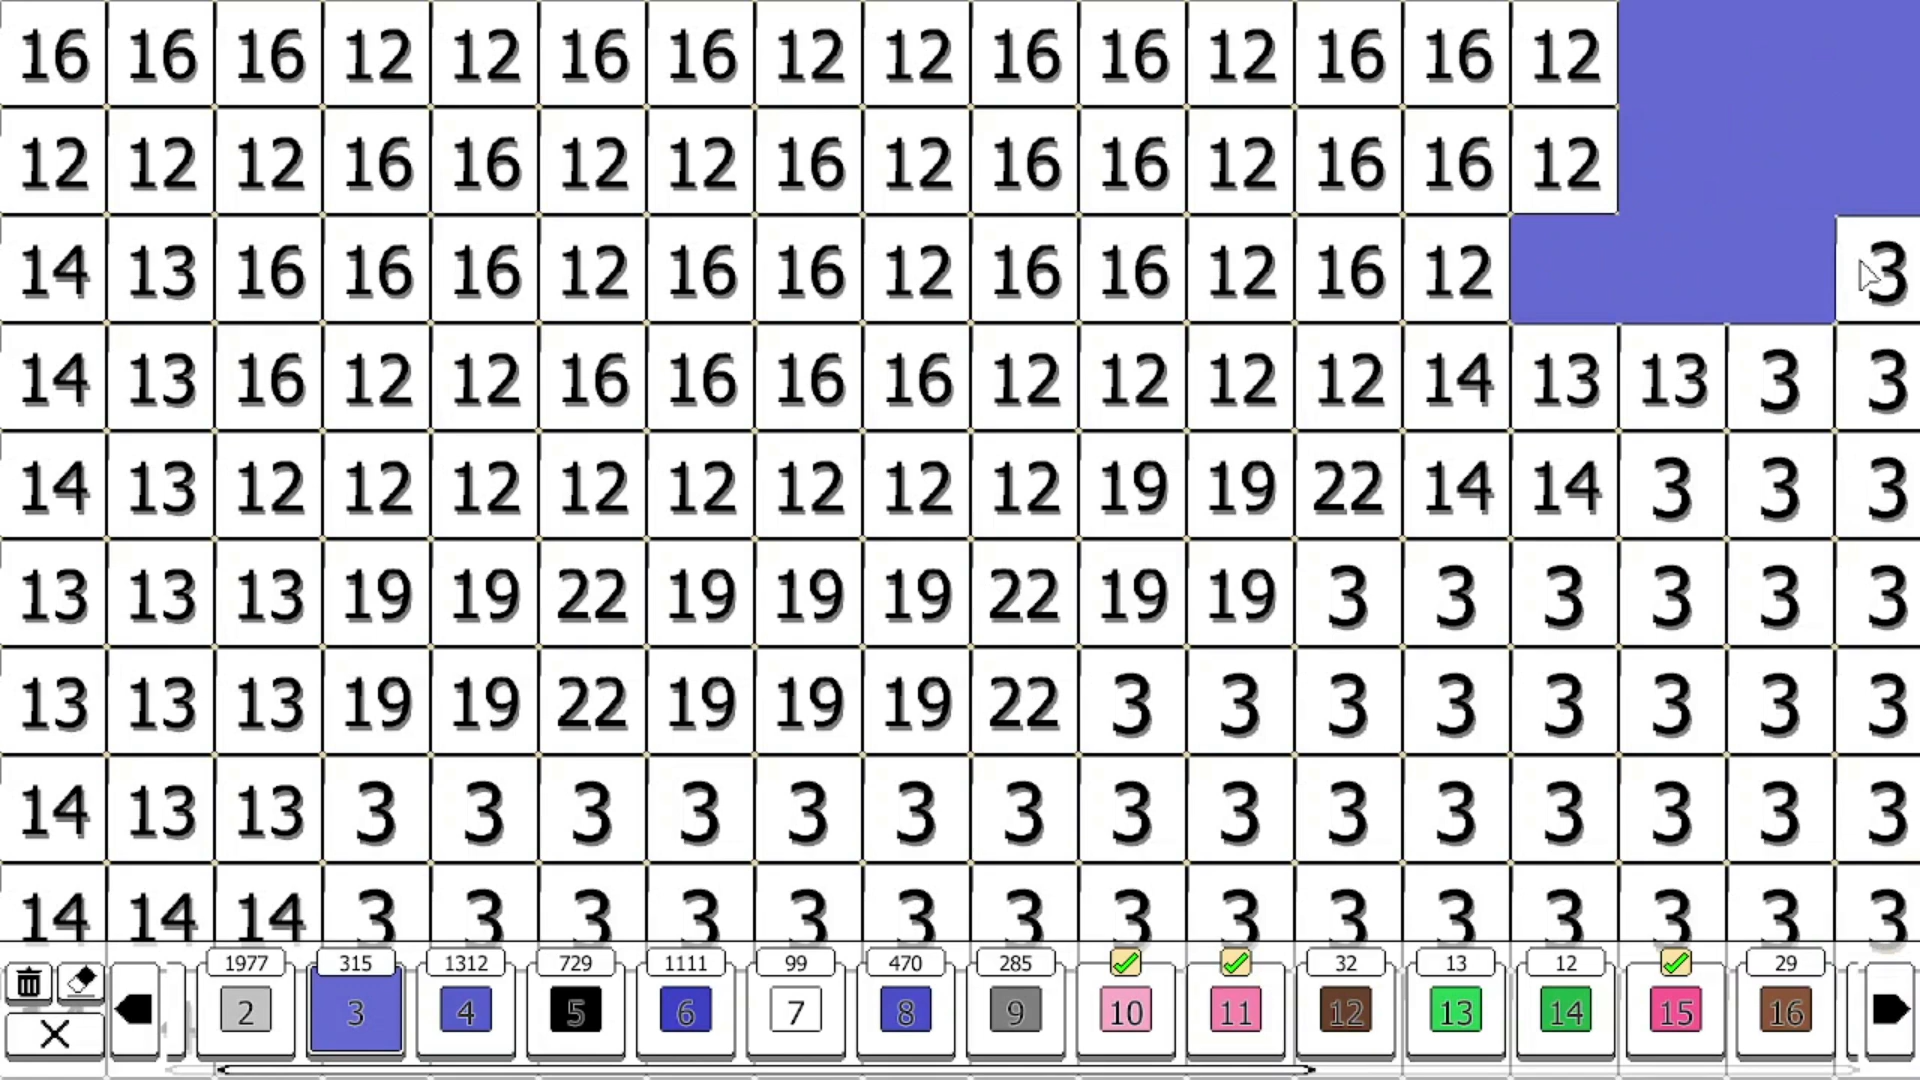 16 16 16 12 12 16 16 12 12 16 16 12 16 16 12
12 12 12 16 16 12 12 16 12 16 16 12 16 16 12
14 13 16 16 16 12 16 16 12 16 16 12 16 12 3
14 13 16 12 12 16 16 16 16 12 12 12 12 14 13 13 3 3
14 13 12 12 12 12 12 12 12 12 19 19 22 14 14 3 3 3
13 13 13 19 19 22 19 19 19 22 19 19 3 3 3 3 3 3
13 13 13 19 19 22 19 19 19 22 3 3 3 3 3 3 3 3
14 13 13 3 3 3 3 3 3 3 3 3 3 3 3 3 3 3
14 14 14 3 3 3 3 3 3 3 3 3 3 3 3 3 3 3
1977 315 1312 729 1111 99 470 285 32 13 12 29
2 3 4 5 6 7 8 9 10 11 12 13 14 15 16